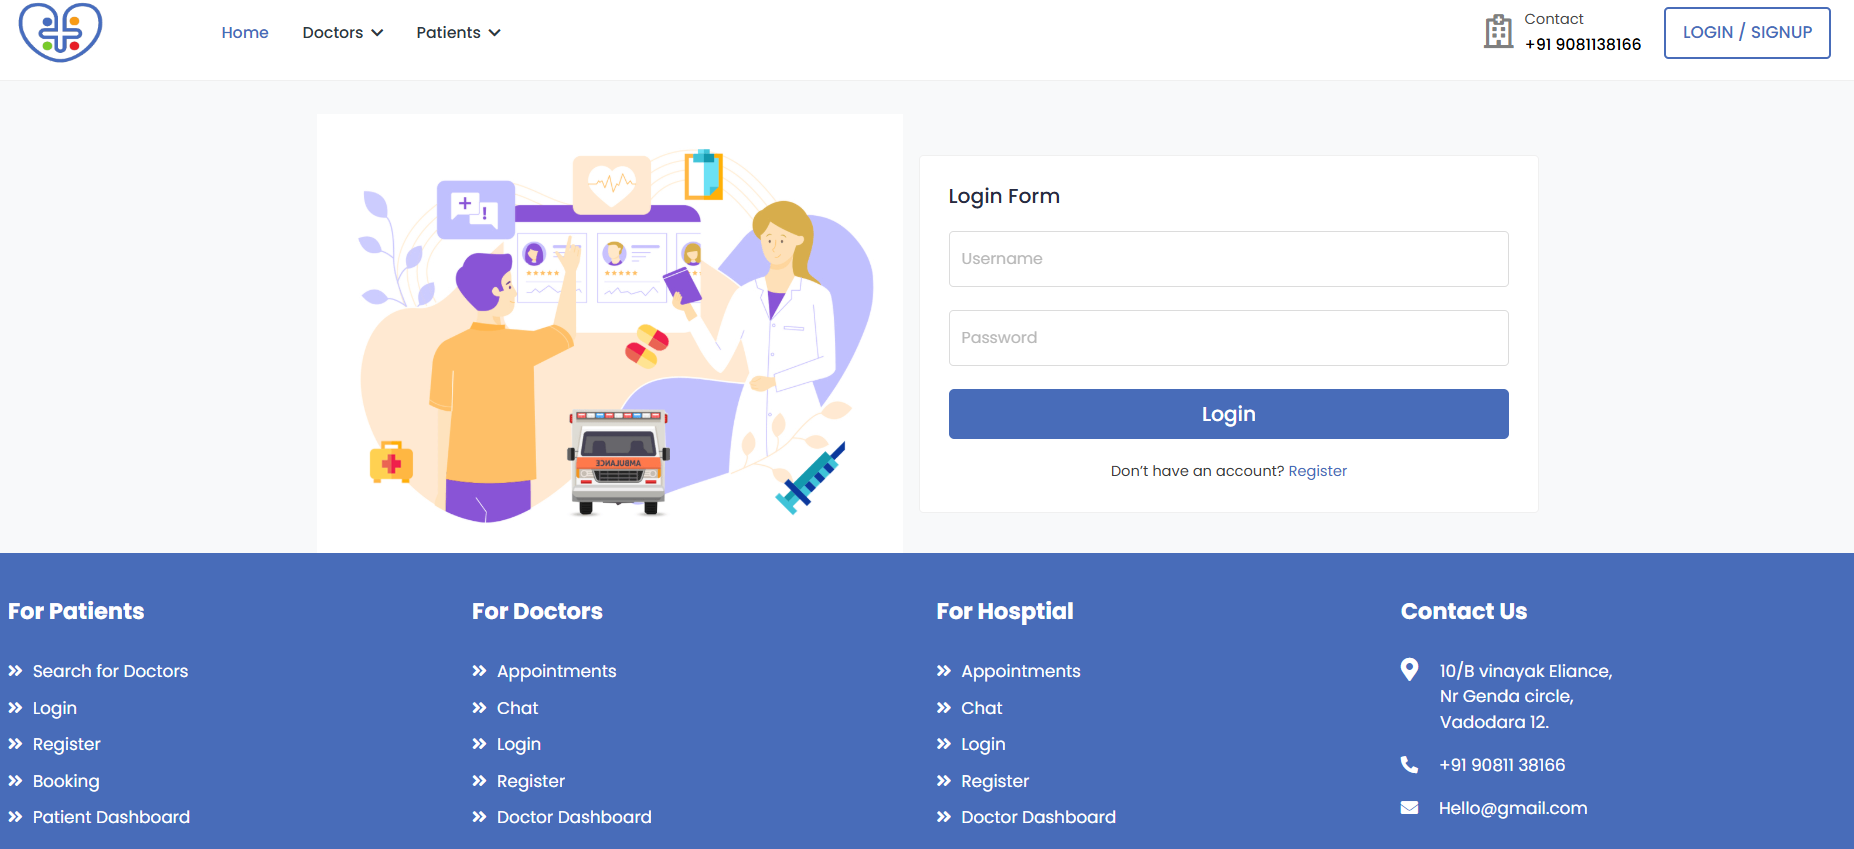 Home
Doctors
Patients
Contact
+91 9081138166
LOGIN / SIGNUP
AMBULANCE
Login Form
Username
Password
Login
Don’t have an account? Register
For Patients
Search for Doctors
Login
Register
Booking
Patient Dashboard
For Doctors
Appointments
Chat
Login
Register
Doctor Dashboard
For Hosptial
Appointments
Chat
Login
Register
Doctor Dashboard
Contact Us
10/B vinayak Eliance,
Nr Genda circle,
Vadodara 12.
+91 90811 38166
Hello@gmail.com